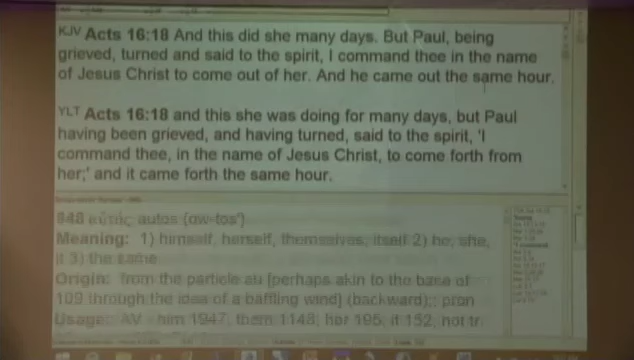 KJV Acts 16:18 And this did she many days. But Paul, being
grieved, turned and said to the spirit, I command thee in the name
of Jesus Christ to come out of her. And he came out the same hour.
YLT Acts 16:18 and this she was doing for many days, but Paul
having been grieved, and having turned, said to the spirit, 'I
command thee, in the name of Jesus Christ, to come forth from
her;' and it came forth the same hour.
autos (ow-tos')
Meaning: 1) himself, herself, themselves, itself 2) he, she,
it 3) the same
Origin: from the particle au [perhaps akin to the base of
109 through the idea of a baffling wind] (backward);; pron
Usage: AV - him 1947, them 1148, her 195, it 152, not tr.